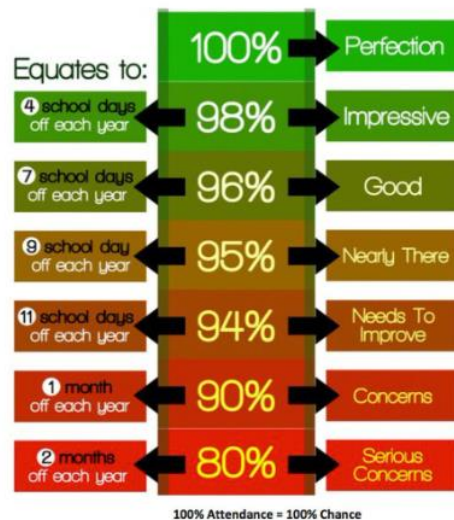 100%
Perfection
Equates to:
4 school days
off each year
98%
Impressive
7 school days
off each year
96%
Good
9 school day
off each year
95%
Nearly There
11 school days
off each year
94%
Needs To
Improve
1 month
off each year
90%
Concerns
2 months
off each year
80%
Serious
Concerns
100% Attendance = 100% Chance